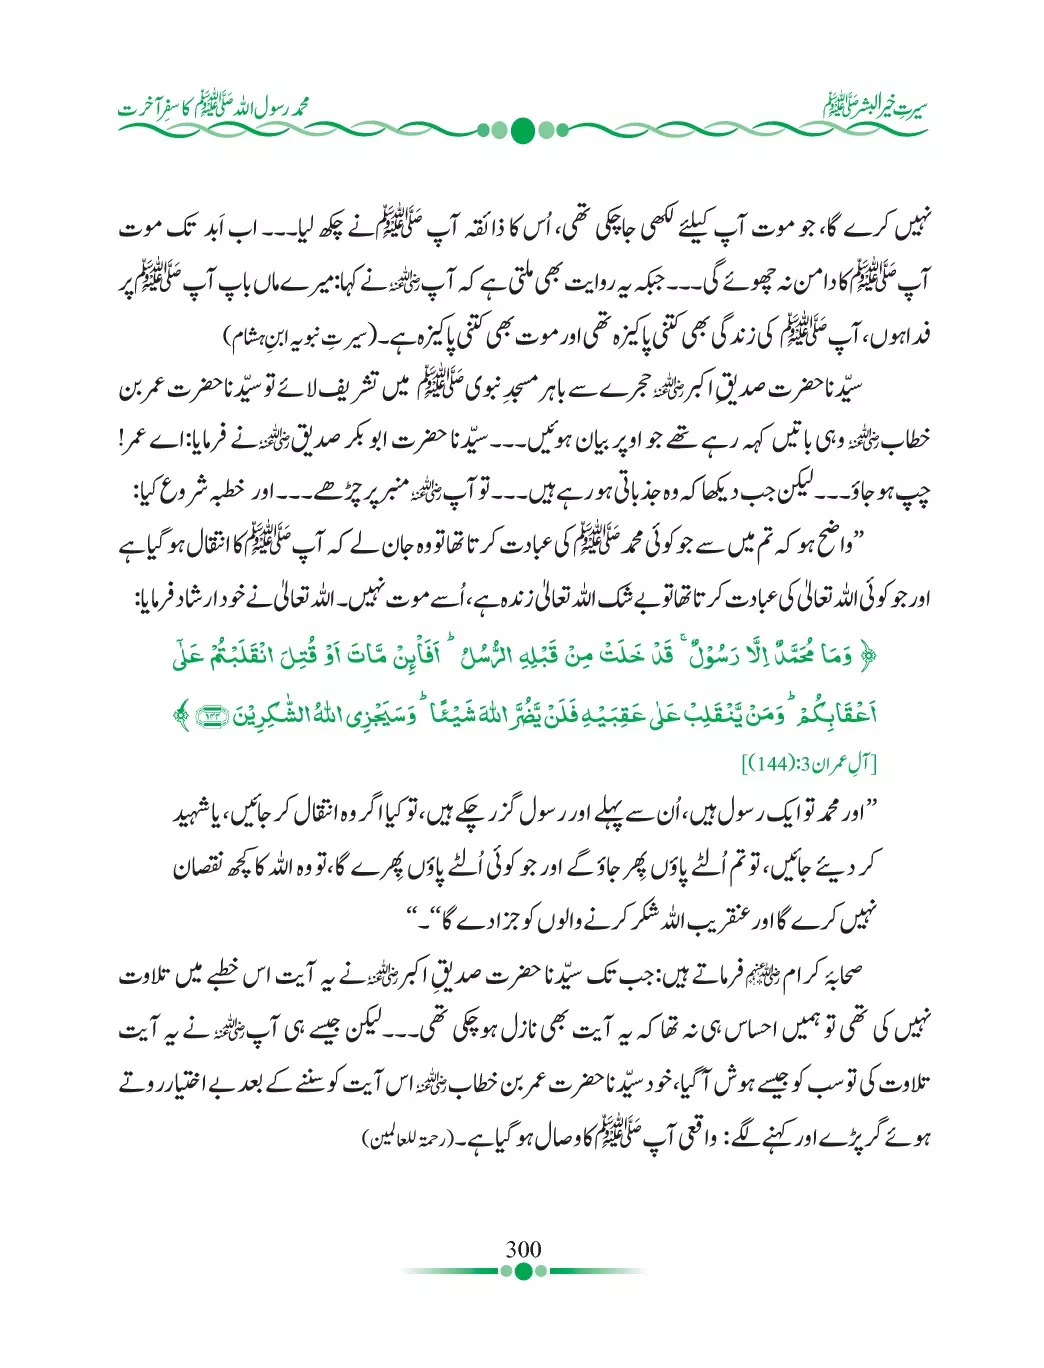 سیرتِ خیر البشر ﷺ
محمد رسول اللہ ﷺ کا سفرِ آخرت
نہیں کرے گا، جو موت آپ کیلئے لکھی جاچکی تھی، اُس کا ذائقہ آپ ﷺ نے چکھ لیا۔۔۔ اب اَبد تک موت
آپ ﷺ کا دامن نہ چھوئے گی۔۔۔ جبکہ یہ روایت بھی ملتی ہے کہ آپ رضی اللہ عنہ نے کہا: میرے ماں باپ آپ ﷺ پر
فدا ہوں، آپ ﷺ کی زندگی بھی کتنی پاکیزہ تھی اور موت بھی کتنی پاکیزہ ہے۔ (سیرتِ نبویہ ابنِ ہشام)
سیّدنا حضرت صدیقِ اکبر رضی اللہ عنہ حجرے سے باہر مسجدِ نبوی ﷺ میں تشریف لائے تو سیّدنا حضرت عمر بن
خطاب رضی اللہ عنہ وہی باتیں کہہ رہے تھے جو اوپر بیان ہوئیں۔۔۔ سیّدنا حضرت ابو بکر صدیق رضی اللہ عنہ نے فرمایا: اے عمر!
چپ ہو جاؤ۔۔۔ لیکن جب دیکھا کہ وہ جذباتی ہو رہے ہیں۔۔۔ تو آپ رضی اللہ عنہ منبر پر چڑھے۔۔۔ اور خطبہ شروع کیا:
”واضح ہو کہ تم میں سے جو کوئی محمد ﷺ کی عبادت کرتا تھا تو وہ جان لے کہ آپ ﷺ کا انتقال ہو گیا ہے
اور جو کوئی اللہ تعالیٰ کی عبادت کرتا تھا تو بے شک اللہ تعالیٰ زندہ ہے، اُسے موت نہیں۔ اللہ تعالیٰ نے خود ارشاد فرمایا:
﴿ وَمَا مُحَمَّدٌ اِلَّا رَسُوْلٌ ۚ قَدْ خَلَتْ مِنْ قَبْلِهِ الرُّسُلُ ؕ اَفَا۟ئِنْ مَّاتَ اَوْ قُتِلَ انْقَلَبْتُمْ عَلٰۤى
اَعْقَابِكُمْ ؕ وَمَنْ يَّنْقَلِبْ عَلٰى عَقِبَيْهِ فَلَنْ يَّضُرَّ اللّٰهَ شَيْـًٔا ؕ وَسَيَجْزِى اللّٰهُ الشّٰكِرِيْنَ ۝۱۴۴ ﴾
[آلِ عمران 3:(144)]
”اور محمد تو ایک رسول ہیں، اُن سے پہلے اور رسول گزر چکے ہیں، تو کیا اگر وہ انتقال کر جائیں، یا شہید
کر دیئے جائیں، تو تم اُلٹے پاؤں پِھر جاؤ گے اور جو کوئی اُلٹے پاؤں پِھرے گا، تو وہ اللہ کا کچھ نقصان
نہیں کرے گا اور عنقریب اللہ شکر کرنے والوں کو جزا دے گا“۔“
صحابۂ کرام رضی اللہ عنہم فرماتے ہیں: جب تک سیّدنا حضرت صدیقِ اکبر رضی اللہ عنہ نے یہ آیت اس خطبے میں تلاوت
نہیں کی تھی تو ہمیں احساس ہی نہ تھا کہ یہ آیت بھی نازل ہو چکی تھی۔۔۔ لیکن جیسے ہی آپ رضی اللہ عنہ نے یہ آیت
تلاوت کی تو سب کو جیسے ہوش آ گیا، خود سیّدنا حضرت عمر بن خطاب رضی اللہ عنہ اس آیت کو سننے کے بعد بے اختیار روتے
ہوئے گر پڑے اور کہنے لگے: واقعی آپ ﷺ کا وصال ہو گیا ہے۔ (رحمۃ للعالمین)
300